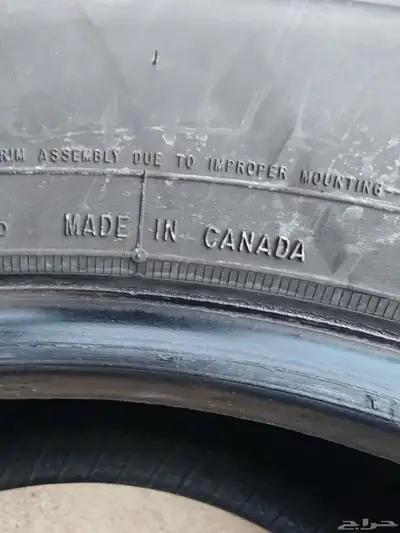 RIM ASSEMBLY DUE TO IMPROPER MOUNTING
MADE IN CANADA
حراج